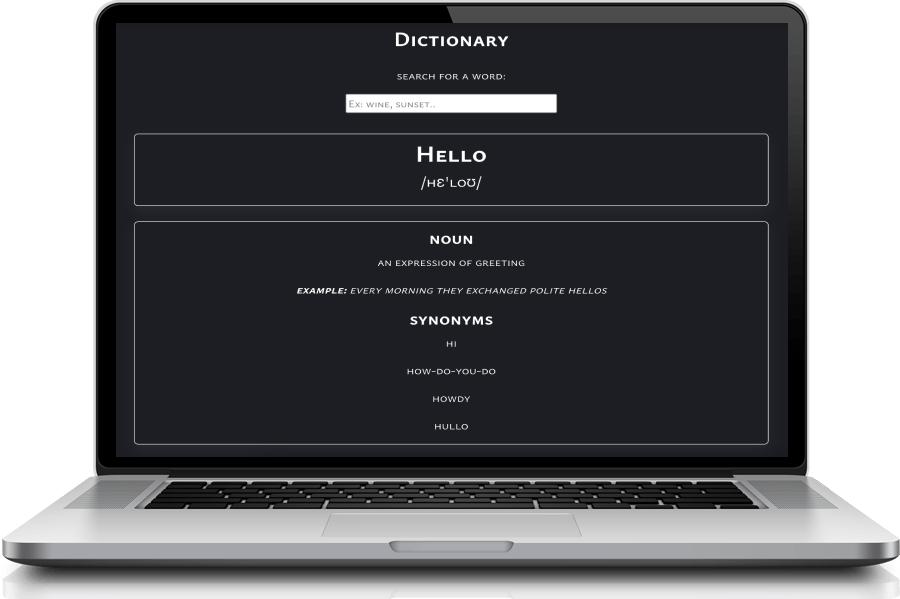 Dictionary
SEARCH FOR A WORD:
Ex: WINE, SUNSET..
Hello
/HƐˈLOƱ/
NOUN
AN EXPRESSION OF GREETING
EXAMPLE: EVERY MORNING THEY EXCHANGED POLITE HELLOS
SYNONYMS
HI
HOW-DO-YOU-DO
HOWDY
HULLO